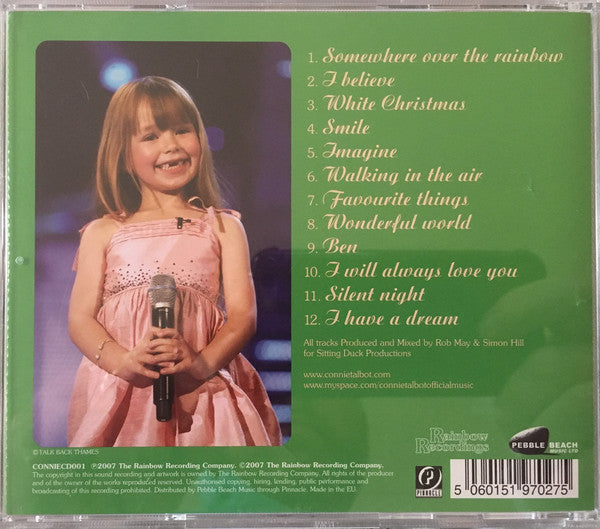 1. Somewhere over the rainbow
2. I believe
3. White Christmas
4. Smile
5. Imagine
6. Walking in the air
7. Favourite things
8. Wonderful world
9. Ben
10. I will always love you
11. Silent night
12. I have a dream
All tracks Produced and Mixed by Rob May & Simon Hill
for Sitting Duck Productions
www.connietalbot.com
www.myspace.com/connietalbotofficialmusic
© TALK BACK THAMES
Rainbow
Recordings
PEBBLE BEACH
MUSIC LTD
CONNIECD001 ℗2007 The Rainbow Recording Company. ©2007 The Rainbow Recording Company.
The copyright in this sound recording and artwork is owned by The Rainbow Recording Company. All rights of the producer
and of the owner of the works reproduced reserved. Unauthorised copying, hiring, lending, public performance and
broadcasting of this recording prohibited. Distributed by Pebble Beach Music through Pinnacle. Made in the EU.
PINNACLE
5 060151 970275